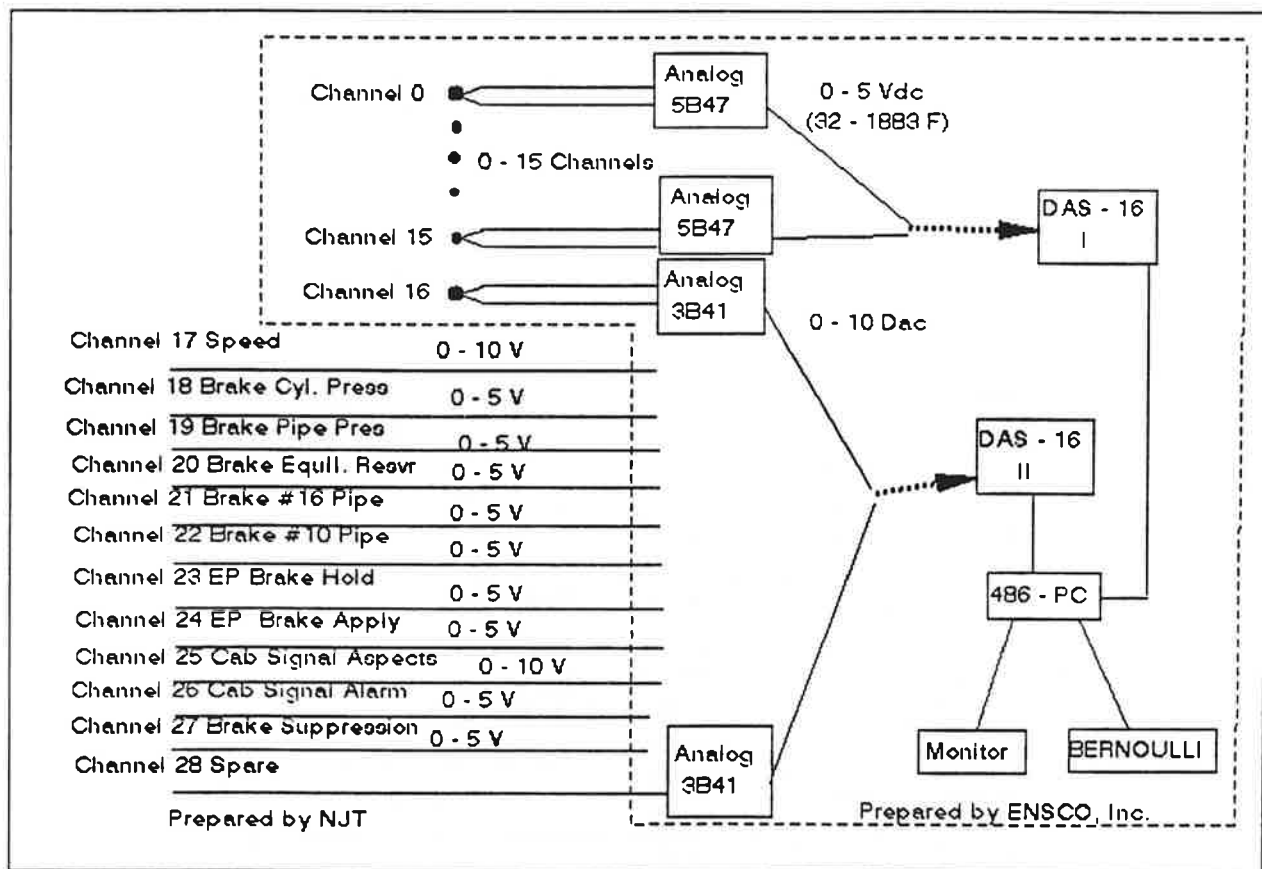 Channel 0
Analog
5B47
0 - 5 Vdc
(32 - 1883 F)
0 - 15 Channels
Channel 15
Analog
5B47
DAS - 16
I
Channel 16
Analog
3B41
0 - 10 Dac
Channel 17 Speed
0 - 10 V
Channel 18 Brake Cyl. Press
0 - 5 V
Channel 19 Brake Pipe Pres
0 - 5 V
Channel 20 Brake Equil. Resvr
0 - 5 V
Channel 21 Brake #16 Pipe
0 - 5 V
Channel 22 Brake #10 Pipe
0 - 5 V
Channel 23 EP Brake Hold
0 - 5 V
Channel 24 EP Brake Apply
0 - 5 V
Channel 25 Cab Signal Aspects
0 - 10 V
Channel 26 Cab Signal Alarm
0 - 5 V
Channel 27 Brake Suppression
0 - 5 V
Channel 28 Spare
Analog
3B41
DAS - 16
II
486 - PC
Monitor
BERNOULLI
Prepared by NJT
Prepared by ENSCO, Inc.